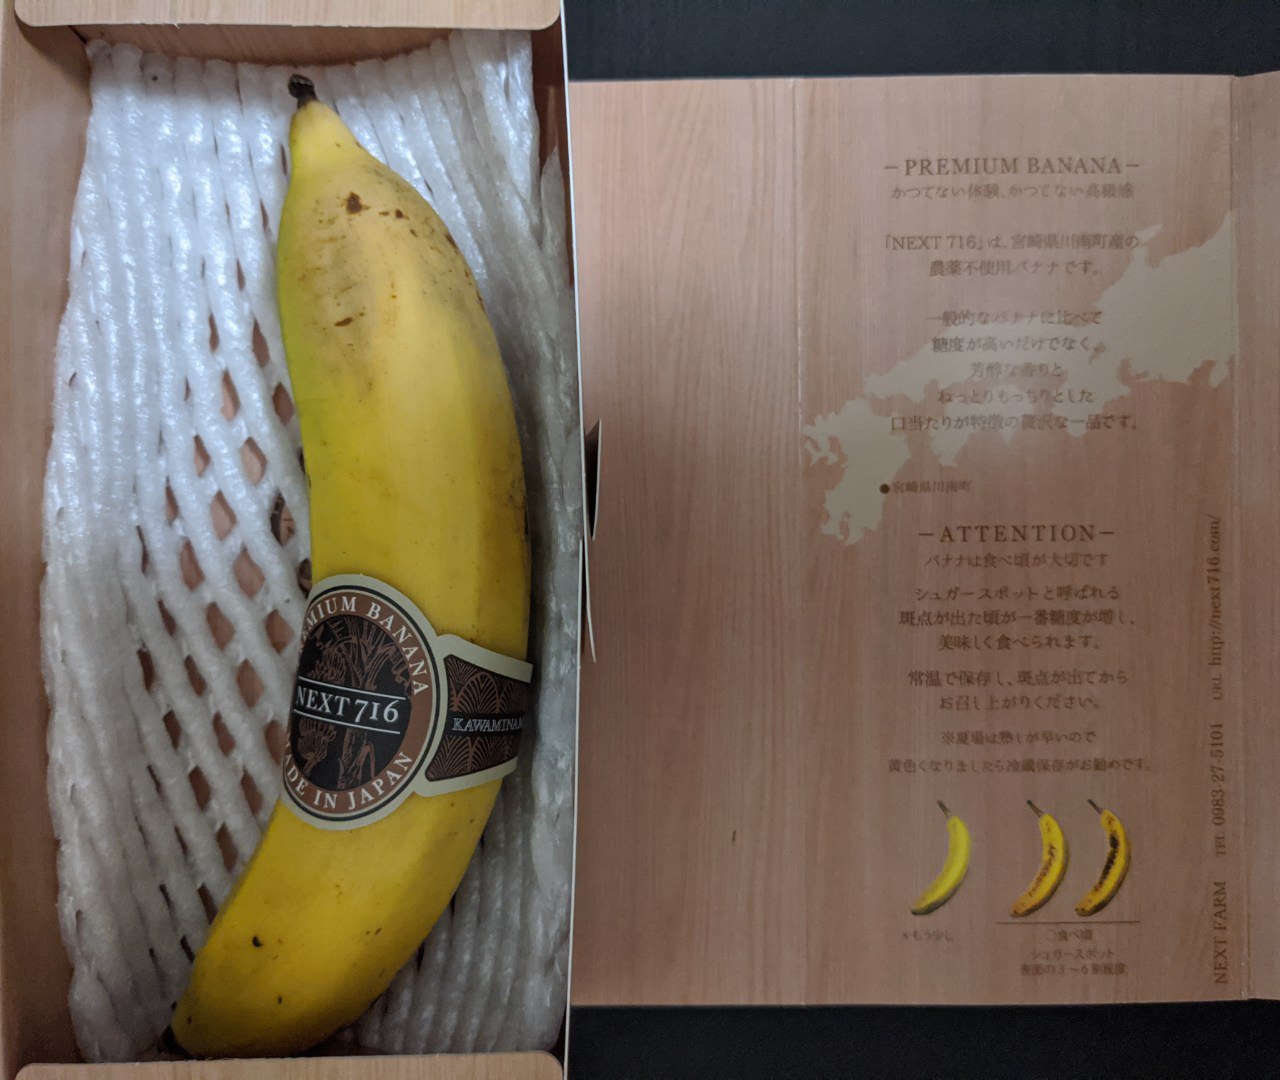 PREMIUM BANANA
NEXT 716
MADE IN JAPAN
KAWAMINAMI
－PREMIUM BANANA－
かつてない体験、かつてない高級感
「NEXT 716」は、宮崎県川南町産の
農薬不使用バナナです。
一般的なバナナに比べて
糖度が高いだけでなく、
芳醇な香りと
ねっとりもっちりとした
口当たりが特徴の贅沢な一品です。
●宮崎県川南町
－ATTENTION－
バナナは食べ頃が大切です
シュガースポットと呼ばれる
斑点が出た頃が一番糖度が増し、
美味しく食べられます。
常温で保存し、斑点が出てから
お召し上がりください。
※夏場は熟しが早いので
黄色くなりましたら冷蔵保存がお勧めです。
×もう少し
○食べ頃
シュガースポット
表面の3～6割程度
NEXT FARM TEL 0983-27-5101 URL http://next716.com/